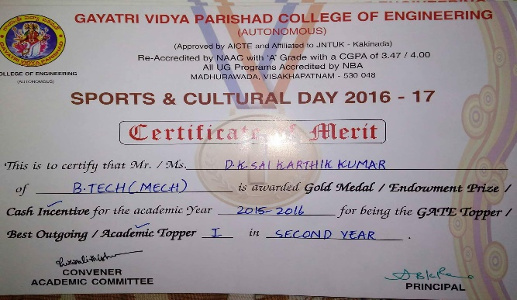 GAYATRI VIDYA PARISHAD COLLEGE OF ENGINEERING
(AUTONOMOUS)
(Approved by AICTE and Affiliated to JNTUK - Kakinada)
Re-Accredited by NAAC with 'A' Grade with a CGPA of 3.47 / 4.00
All UG Programs Accredited by NBA
MADHURAWADA, VISAKHAPATNAM - 530 048
COLLEGE OF ENGINEERING
(AUTONOMOUS)
SPORTS & CULTURAL DAY 2016 - 17
Certificate of Merit
This is to certify that Mr. / Ms. D.K.SAI KARTHIK KUMAR
of B.TECH (MECH) is awarded Gold Medal / Endowment Prize /
Cash Incentive for the academic Year 2015-2016 for being the GATE Topper /
Best Outgoing / Academic Topper I in SECOND YEAR .
CONVENER
ACADEMIC COMMITTEE
PRINCIPAL